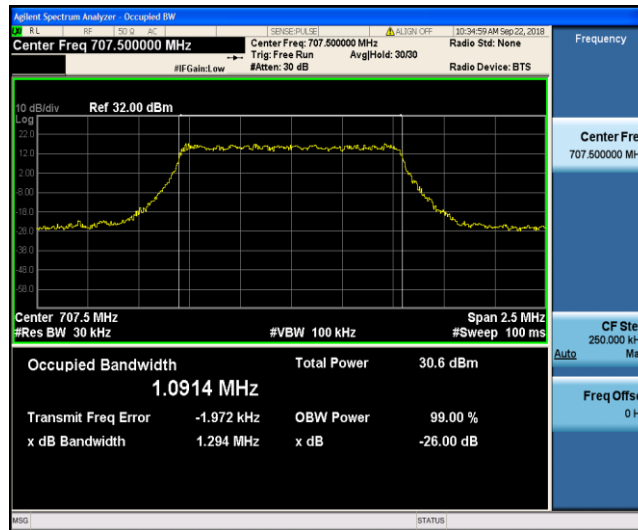 Agilent Spectrum Analyzer - Occupied BW
RL RF 50 Ω AC SENSE:PULSE ALIGN OFF 10:34:59 AM Sep 22, 2018
Center Freq 707.500000 MHz Center Freq: 707.500000 MHz Radio Std: None
Trig: Free Run Avg|Hold: 30/30
#IFGain:Low #Atten: 30 dB Radio Device: BTS
10 dB/div Ref 32.00 dBm
Log
22.0
12.0
2.00
-8.00
-18.0
-28.0
-38.0
-48.0
-58.0
Center 707.5 MHz Span 2.5 MHz
#Res BW 30 kHz #VBW 100 kHz #Sweep 100 ms
Occupied Bandwidth Total Power 30.6 dBm
1.0914 MHz
Transmit Freq Error -1.972 kHz OBW Power 99.00 %
x dB Bandwidth 1.294 MHz x dB -26.00 dB
MSG STATUS
Frequency
Center Fre
707.500000 MH
CF Ste
250.000 kH
Auto Ma
Freq Offs
0 H